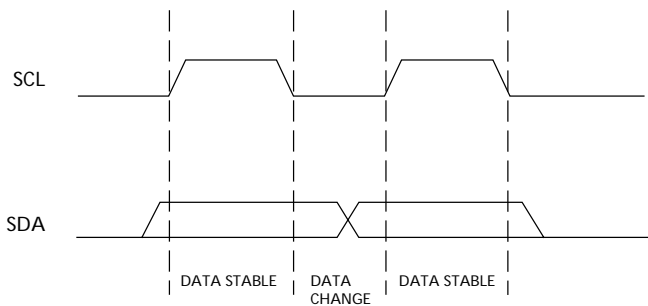 SCL
SDA
DATA STABLE
DATA
CHANGE
DATA STABLE